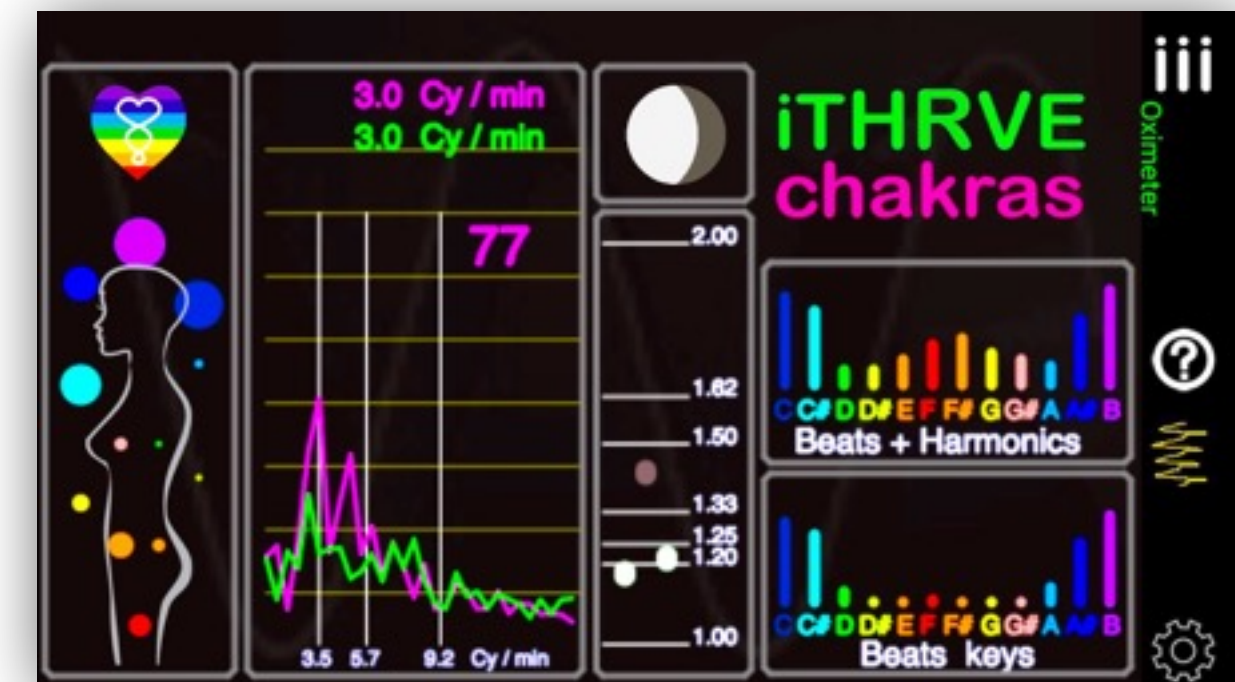 3.0 Cy / min
3.0 Cy / min
77
3.5 5.7 9.2 Cy / min
2.00
1.62
1.50
1.33
1.25
1.20
1.00
iTHRVE
chakras
C C# D D# E F F# G G# A A# B
Beats + Harmonics
C C# D D# E F F# G G# A A# B
Beats keys
iii
Oximeter
?